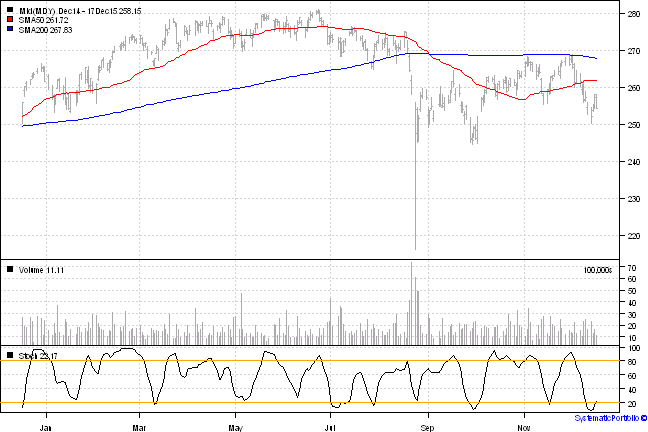 Mkt(MDY) Dec14 - 17Dec15 258.15
SMA50 261.72
SMA200 267.83
280
270
260
250
240
230
220
Volume 11.11
100,000s
70
60
50
40
30
20
10
Stoch 22.17
100
80
60
40
20
Jan Mar May Jul Sep Nov
SystematicPortfolio ©